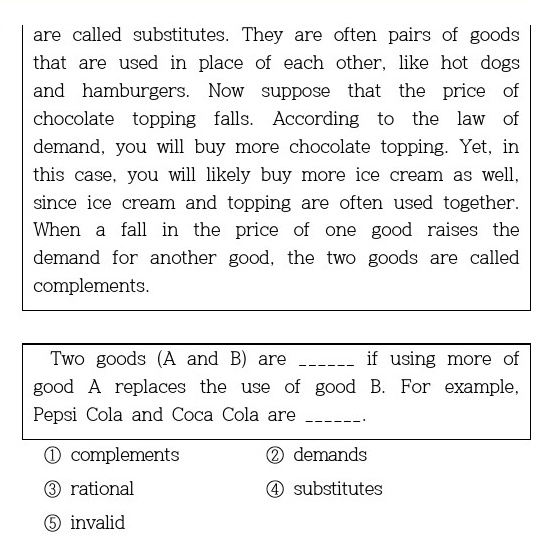 are called substitutes. They are often pairs of goods
that are used in place of each other, like hot dogs
and hamburgers. Now suppose that the price of
chocolate topping falls. According to the law of
demand, you will buy more chocolate topping. Yet, in
this case, you will likely buy more ice cream as well,
since ice cream and topping are often used together.
When a fall in the price of one good raises the
demand for another good, the two goods are called
complements.
Two goods (A and B) are ______ if using more of
good A replaces the use of good B. For example,
Pepsi Cola and Coca Cola are ______.
① complements ② demands
③ rational ④ substitutes
⑤ invalid